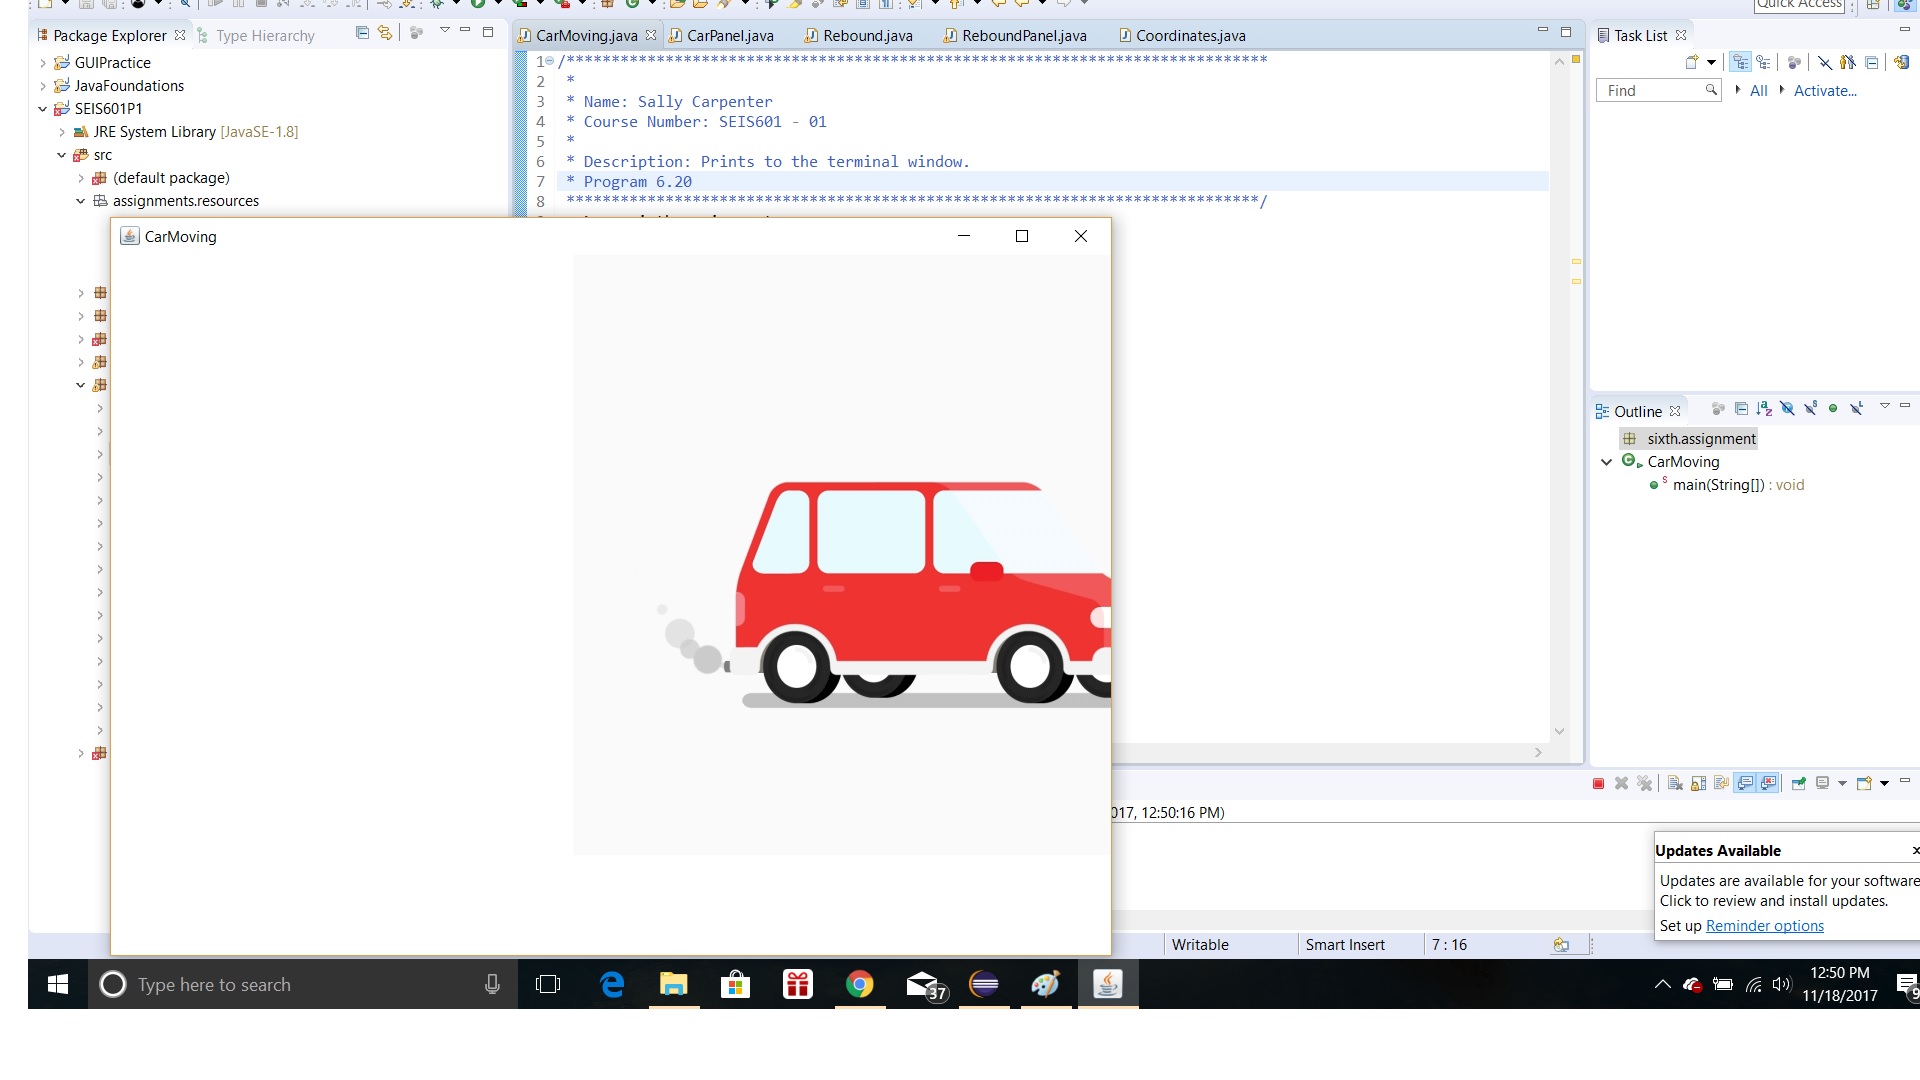 Quick Access
Package Explorer
Type Hierarchy
CarMoving.java
CarPanel.java
Rebound.java
ReboundPanel.java
Coordinates.java
Task List
GUIPractice
JavaFoundations
SEIS601P1
JRE System Library [JavaSE-1.8]
src
(default package)
assignments.resources
1 /*****************************************************************************
2 *
3 * Name: Sally Carpenter
4 * Course Number: SEIS601 - 01
5 *
6 * Description: Prints to the terminal window.
7 * Program 6.20
8 *****************************************************************************/
Find
All
Activate...
CarMoving
Outline
sixth.assignment
CarMoving
main(String[]) : void
017, 12:50:16 PM)
Updates Available
Updates are available for your software
Click to review and install updates.
Set up Reminder options
Writable
Smart Insert
7 : 16
Type here to search
37
12:50 PM
11/18/2017
9